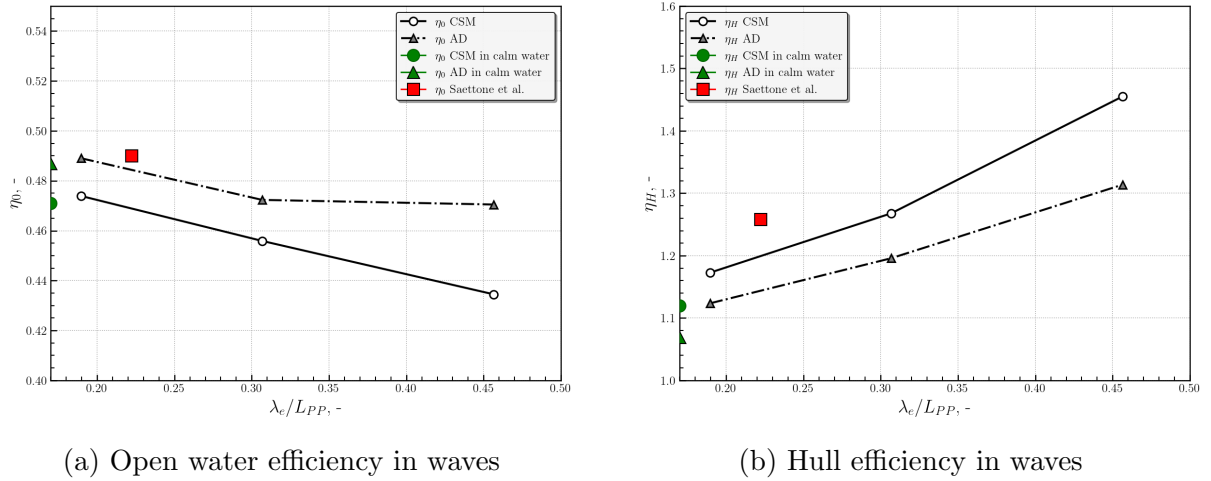 0.54
0.52
0.50
0.48
0.46
0.44
0.42
0.40
η0, -
η0 CSM
η0 AD
η0 CSM in calm water
η0 AD in calm water
η0 Saettone et al.
0.20 0.25 0.30 0.35 0.40 0.45 0.50
λe/LPP, -
(a) Open water efficiency in waves
1.6
1.5
1.4
1.3
1.2
1.1
1.0
ηH, -
ηH CSM
ηH AD
ηH CSM in calm water
ηH AD in calm water
ηH Saettone et al.
0.20 0.25 0.30 0.35 0.40 0.45 0.50
λe/LPP, -
(b) Hull efficiency in waves